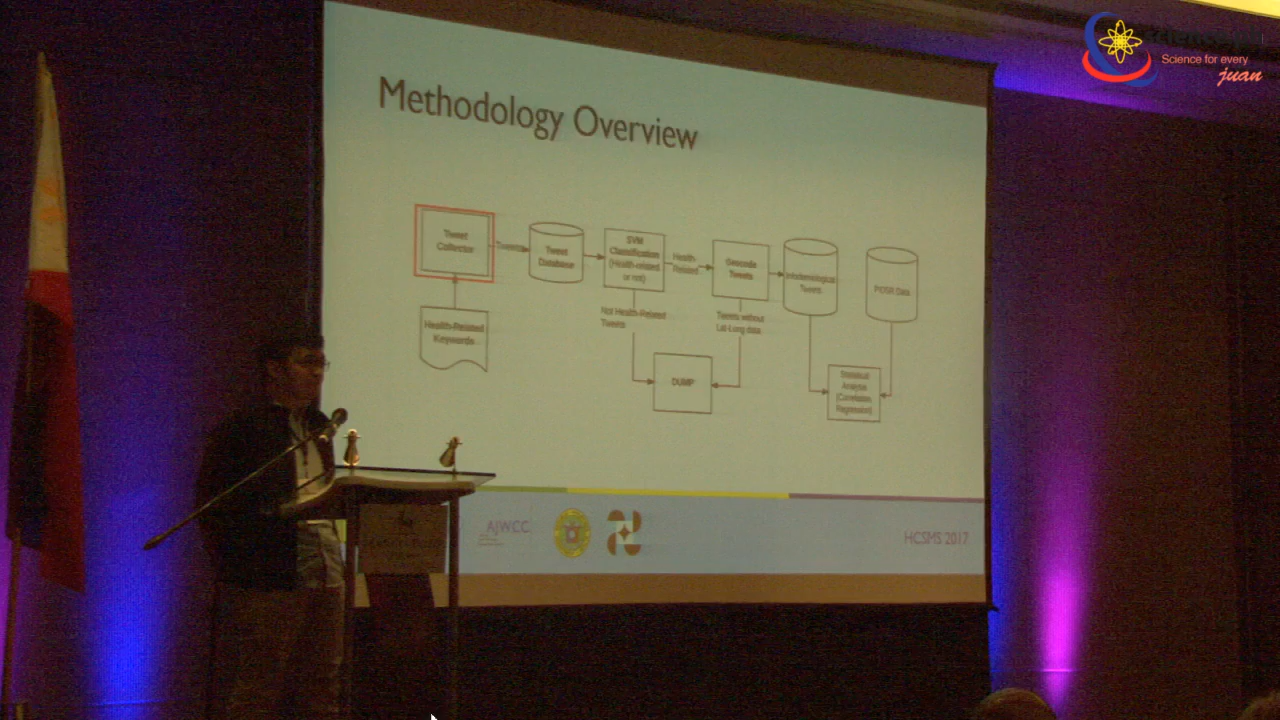 Science for every
juan
Methodology Overview
Tweet
Collector
Tweets
Tweet
Database
SVM
Classification
(Health-related
or not)
Health-
Related
Geocode
Tweets
Infodemiological
Tweets
PIDSR Data
Health-Related
Keywords
Not Health-Related
Tweets
Tweets without
Lat-Long data
DUMP
Statistical
Analysis
(Correlation,
Regression)
AJWCC
HCSMS 2017